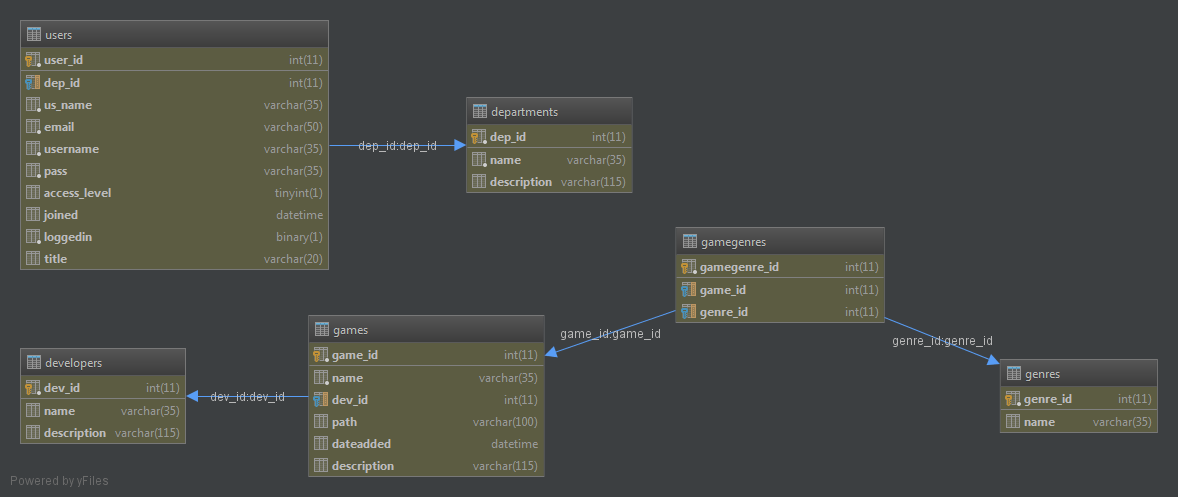 users
user_id int(11)
dep_id int(11)
us_name varchar(35)
email varchar(50)
username varchar(35)
pass varchar(35)
access_level tinyint(1)
joined datetime
loggedin binary(1)
title varchar(20)
dep_id:dep_id
departments
dep_id int(11)
name varchar(35)
description varchar(115)
gamegenres
gamegenre_id int(11)
game_id int(11)
genre_id int(11)
game_id:game_id
genre_id:genre_id
games
game_id int(11)
name varchar(35)
dev_id int(11)
path varchar(100)
dateadded datetime
description varchar(115)
dev_id:dev_id
developers
dev_id int(11)
name varchar(35)
description varchar(115)
genres
genre_id int(11)
name varchar(35)
Powered by yFiles